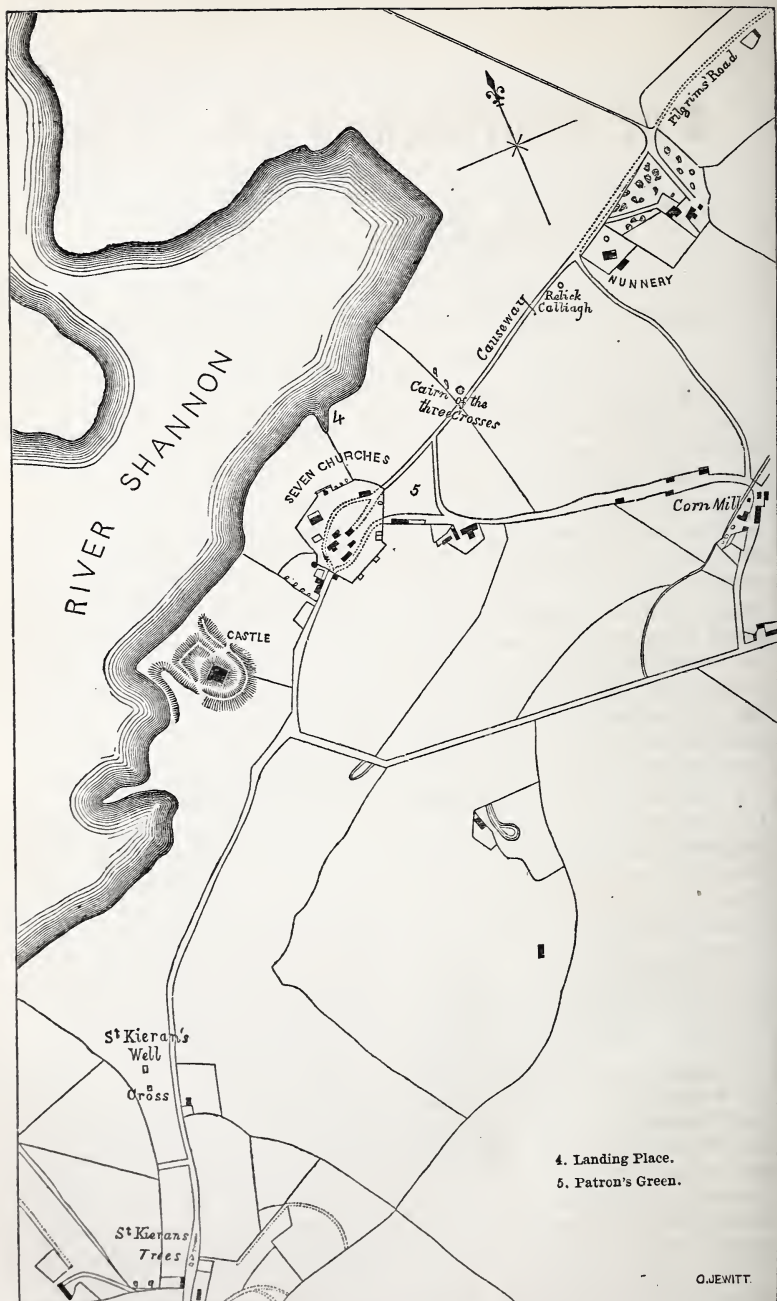 Pilgrims' Road
NUNNERY
Relick
Calliagh
Causeway
Cairn of the
three Crosses
4
SEVEN CHURCHES
5
RIVER SHANNON
Corn Mill
CASTLE
St Kieran's
Well
Cross
4. Landing Place.
5. Patron's Green.
St Kierans
Trees
O.JEWITT.